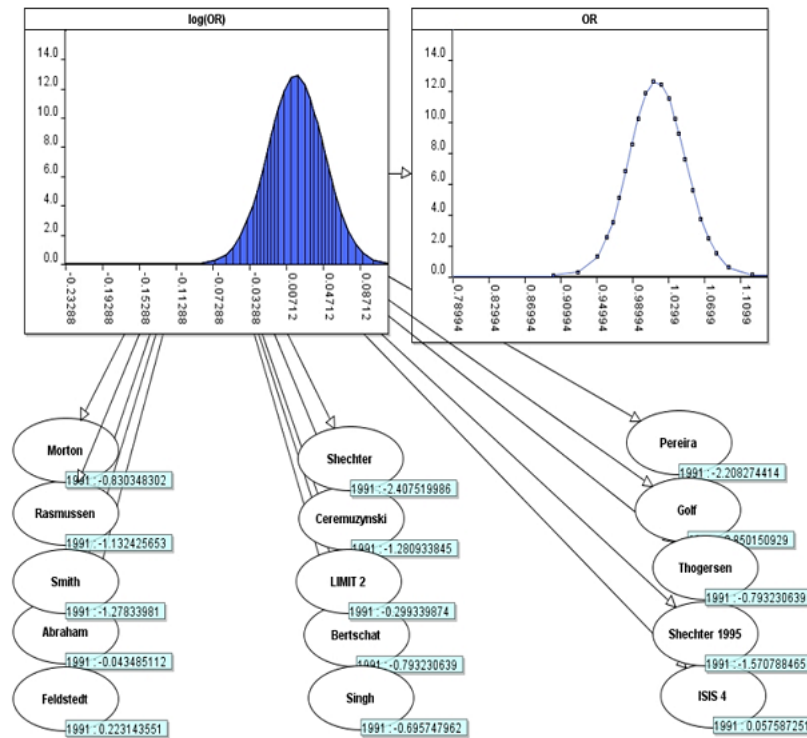 log(OR)
14.0
12.0
10.0
8.0
6.0
4.0
2.0
0.0
-0.23288
-0.19288
-0.15288
-0.11288
-0.07288
-0.03288
0.00712
0.04712
0.08712
OR
14.0
12.0
10.0
8.0
6.0
4.0
2.0
0.0
0.82994
0.86994
0.90994
0.94994
0.98994
1.0299
1.0699
1.1099
Morton
1991 : -0.830348302
Rasmussen
1991 : -1.132425653
Smith
1991 : -1.27833981
Abraham
1991 : -0.043485112
Feldstedt
1991 : 0.223143551
Shechter
1991 : -2.407519986
Ceremuzynski
1991 : -1.280933845
LIMIT 2
1991 : -0.299339874
Bertschat
1991 : -0.793230639
Singh
1991 : -0.695747962
Pereira
1991 : -2.208274414
Golf
Thogersen
1991 : -0.793230639
Shechter 1995
1991 : -1.570788465
ISIS 4
1991 : 0.057587251